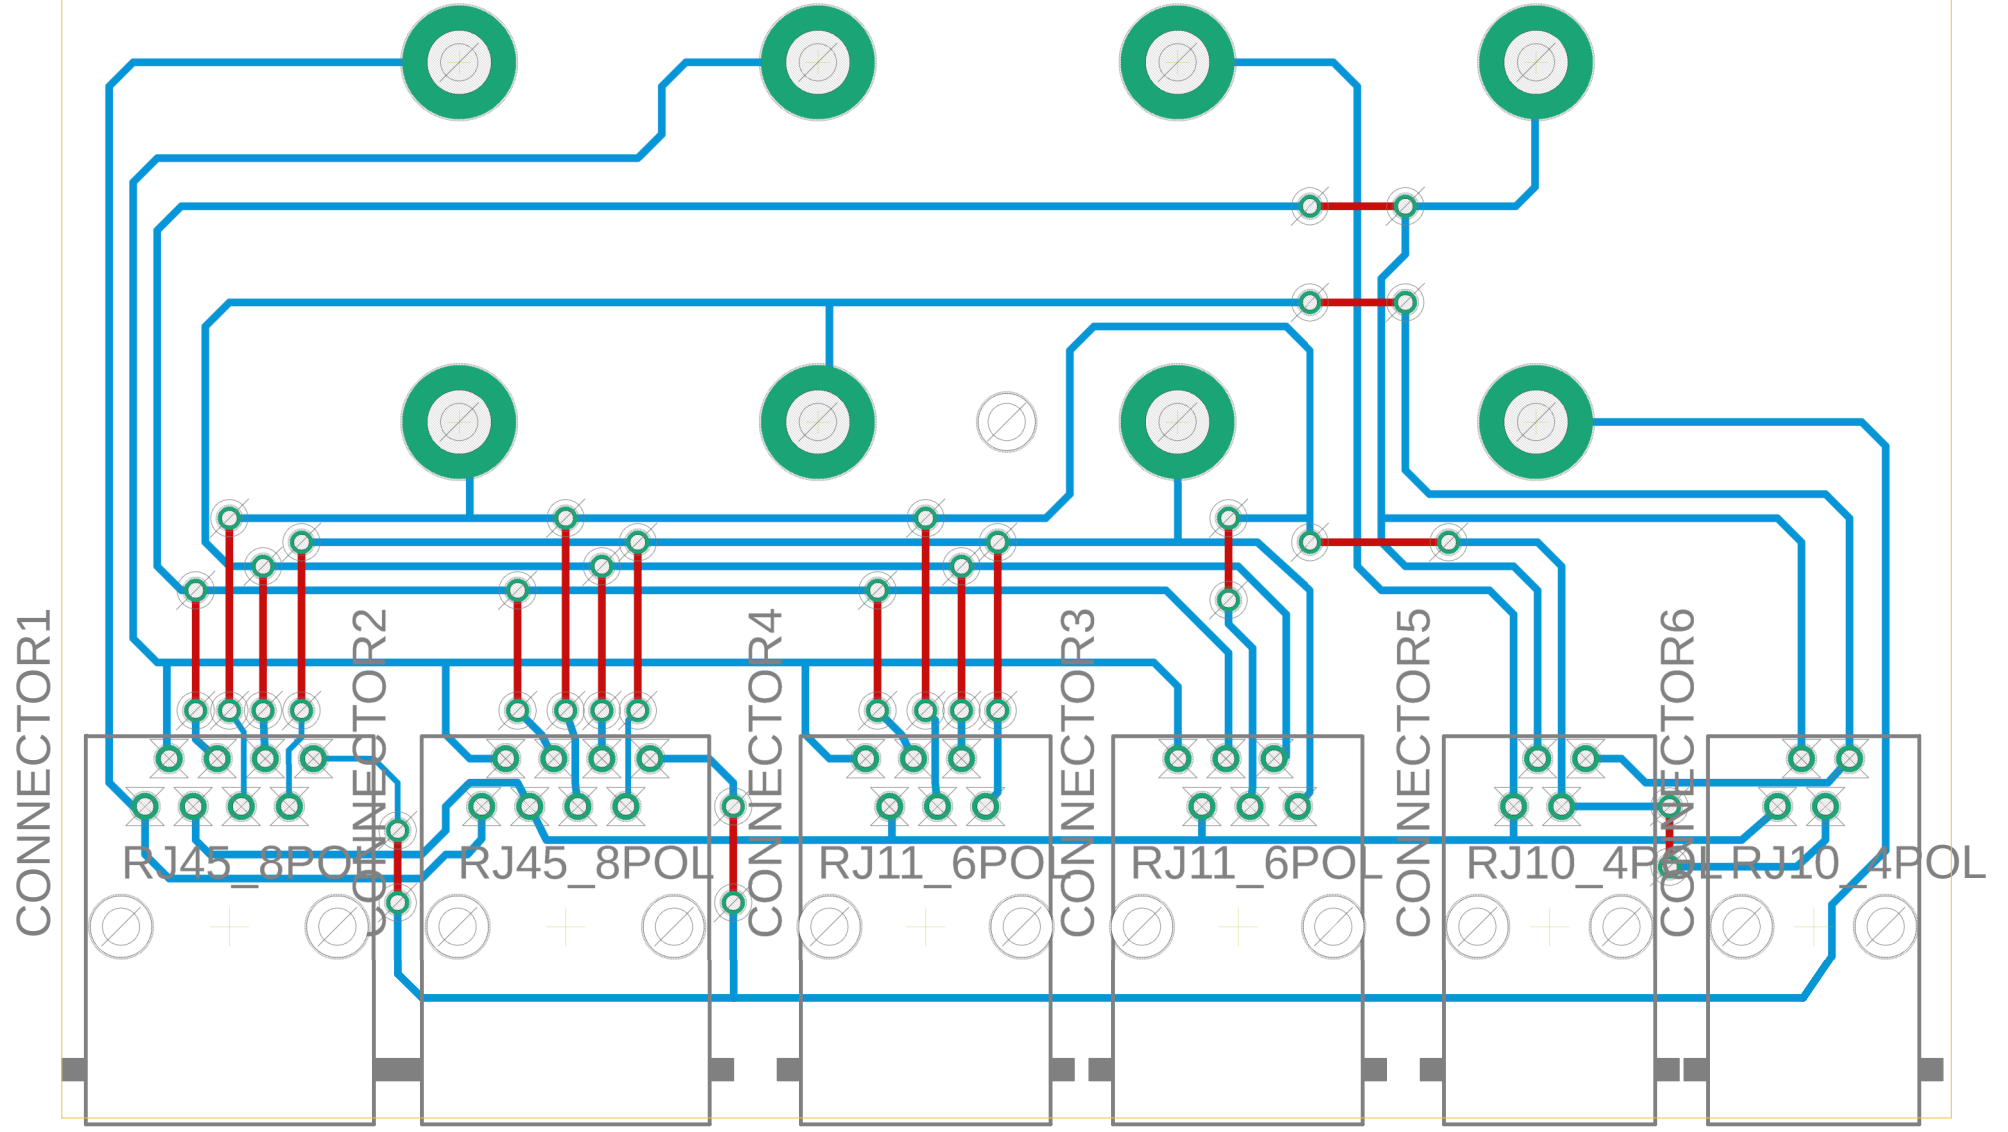 CONNECTOR1
CONNECTOR2
CONNECTOR4
CONNECTOR3
CONNECTOR5
CONNECTOR6
RJ45_8POL
RJ45_8POL
RJ11_6POL
RJ11_6POL
RJ10_4POL
RJ10_4POL